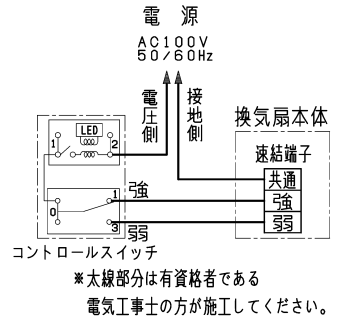 電源
AC100V
50/60Hz
電圧側
接地側
換気扇本体
LED
1
2
速結端子
共通
強
弱
0
1
3
強
弱
コントロールスイッチ
※太線部分は有資格者である
電気工事士の方が施工してください。